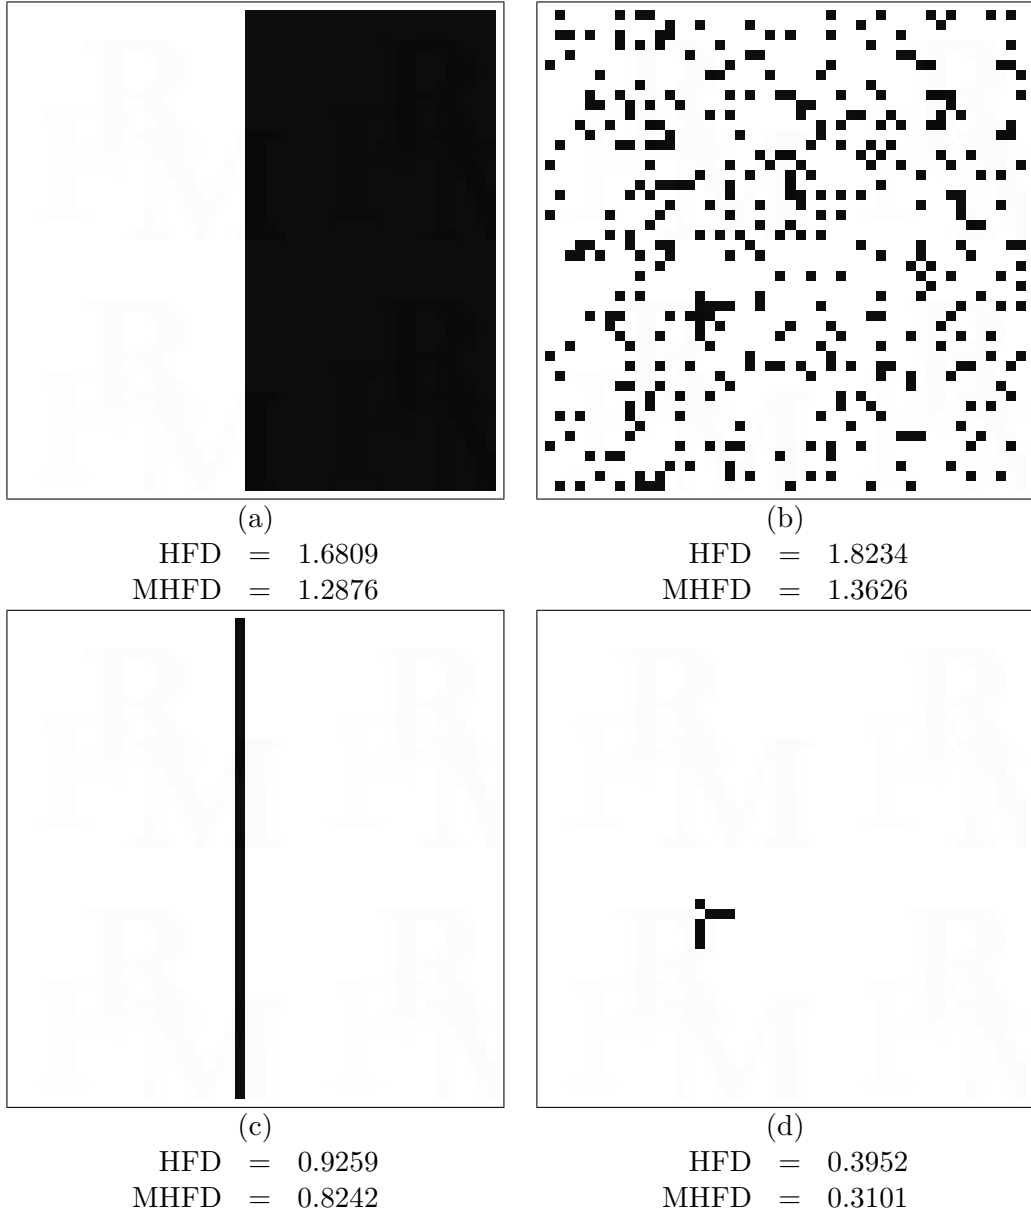 (a)
HFD = 1.6809
MHFD = 1.2876
(b)
HFD = 1.8234
MHFD = 1.3626
(c)
HFD = 0.9259
MHFD = 0.8242
(d)
HFD = 0.3952
MHFD = 0.3101